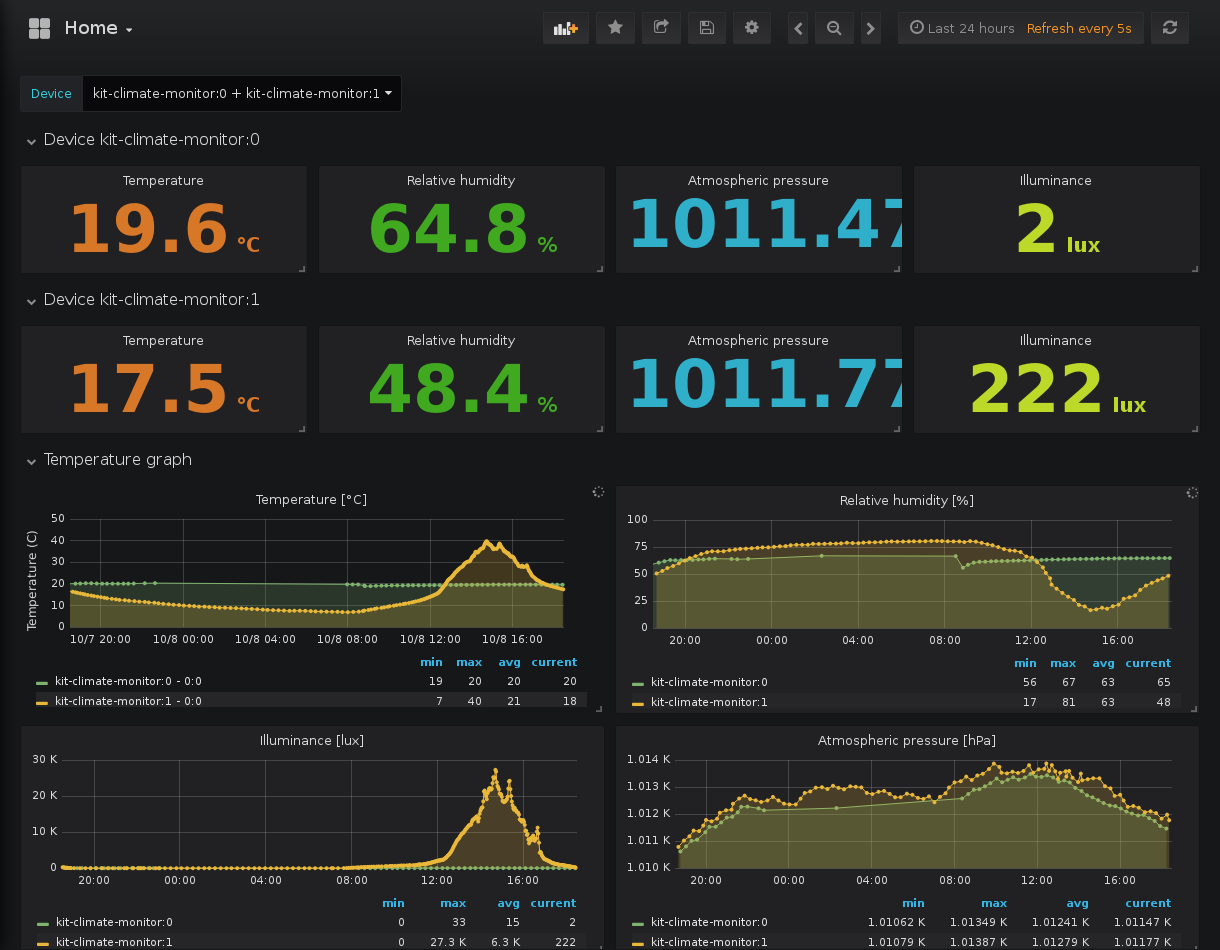 Home
Last 24 hours Refresh every 5s
Device kit-climate-monitor:0 + kit-climate-monitor:1
Device kit-climate-monitor:0
Temperature Relative humidity Atmospheric pressure Illuminance
19.6 °C 64.8 % 1011.47 2 lux
Device kit-climate-monitor:1
Temperature Relative humidity Atmospheric pressure Illuminance
17.5 °C 48.4 % 1011.77 222 lux
Temperature graph
Temperature [°C]
Temperature (C)
50
40
30
20
10
0
10/7 20:00 10/8 00:00 10/8 04:00 10/8 08:00 10/8 12:00 10/8 16:00
min max avg current
kit-climate-monitor:0 - 0:0 19 20 20 20
kit-climate-monitor:1 - 0:0 7 40 21 18
Relative humidity [%]
100
75
50
25
0
20:00 00:00 04:00 08:00 12:00 16:00
min max avg current
kit-climate-monitor:0 56 67 63 65
kit-climate-monitor:1 17 81 63 48
Illuminance [lux]
30 K
20 K
10 K
0
20:00 00:00 04:00 08:00 12:00 16:00
min max avg current
kit-climate-monitor:0 0 33 15 2
kit-climate-monitor:1 0 27.3 K 6.3 K 222
Atmospheric pressure [hPa]
1.014 K
1.013 K
1.012 K
1.011 K
1.010 K
20:00 00:00 04:00 08:00 12:00 16:00
min max avg current
kit-climate-monitor:0 1.01062 K 1.01349 K 1.01241 K 1.01147 K
kit-climate-monitor:1 1.01079 K 1.01387 K 1.01279 K 1.01177 K